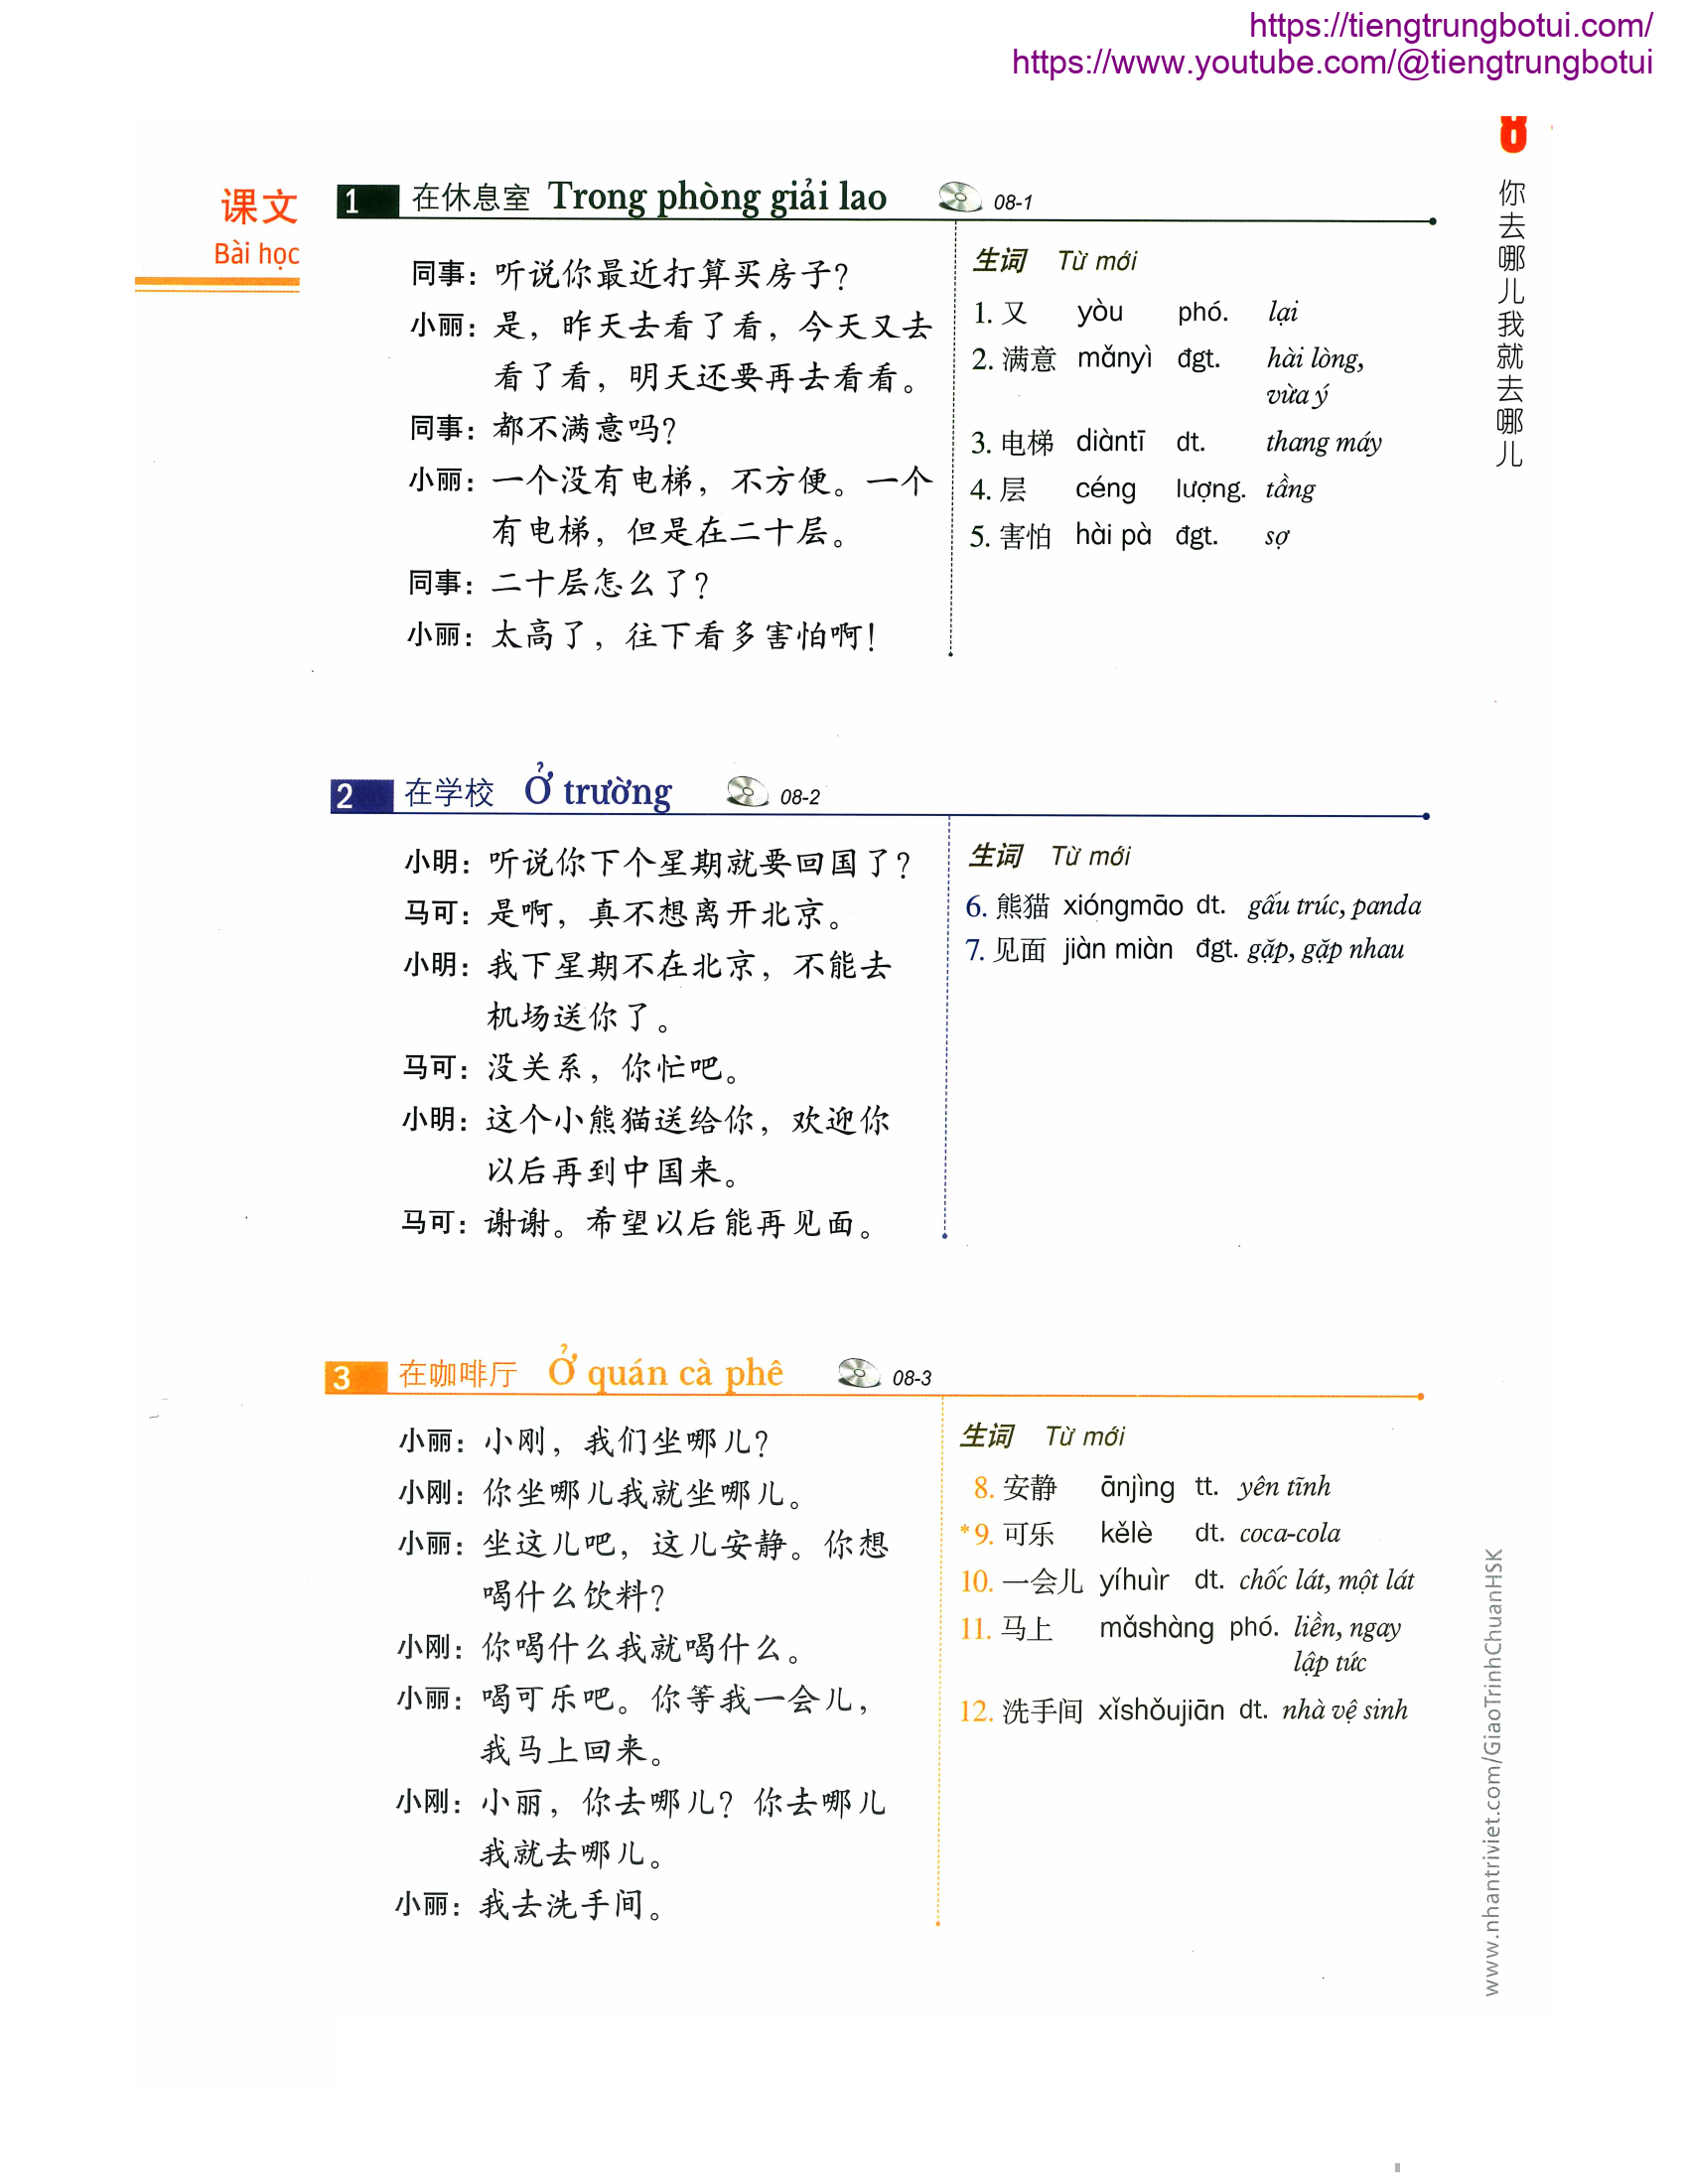 https://tiengtrungbotui.com/
https://www.youtube.com/@tiengtrungbotui
8
你去哪儿我就去哪儿
课文
Bài học
1 在休息室 Trong phòng giải lao 08-1
同事：听说你最近打算买房子？
小丽：是，昨天去看了看，今天又去
看了看，明天还要再去看看。
同事：都不满意吗？
小丽：一个没有电梯，不方便。一个
有电梯，但是在二十层。
同事：二十层怎么了？
小丽：太高了，往下看多害怕啊！
生词 Từ mới
1. 又 yòu phó. lại
2. 满意 mǎnyì đgt. hài lòng,
vừa ý
3. 电梯 diàntī dt. thang máy
4. 层 céng lượng. tầng
5. 害怕 hài pà đgt. sợ
2 在学校 Ở trường 08-2
小明：听说你下个星期就要回国了？
马可：是啊，真不想离开北京。
小明：我下星期不在北京，不能去
机场送你了。
马可：没关系，你忙吧。
小明：这个小熊猫送给你，欢迎你
以后再到中国来。
马可：谢谢。希望以后能再见面。
生词 Từ mới
6. 熊猫 xióngmāo dt. gấu trúc, panda
7. 见面 jiàn miàn đgt. gặp, gặp nhau
3 在咖啡厅 Ở quán cà phê 08-3
小丽：小刚，我们坐哪儿？
小刚：你坐哪儿我就坐哪儿。
小丽：坐这儿吧，这儿安静。你想
喝什么饮料？
小刚：你喝什么我就喝什么。
小丽：喝可乐吧。你等我一会儿，
我马上回来。
小刚：小丽，你去哪儿？你去哪儿
我就去哪儿。
小丽：我去洗手间。
生词 Từ mới
8. 安静 ānjìng tt. yên tĩnh
*9. 可乐 kělè dt. coca-cola
10. 一会儿 yíhuìr dt. chốc lát, một lát
11. 马上 mǎshàng phó. liền, ngay
lập tức
12. 洗手间 xǐshǒujiān dt. nhà vệ sinh
www.nhantriviet.com/GiaoTrinhChuanHSK